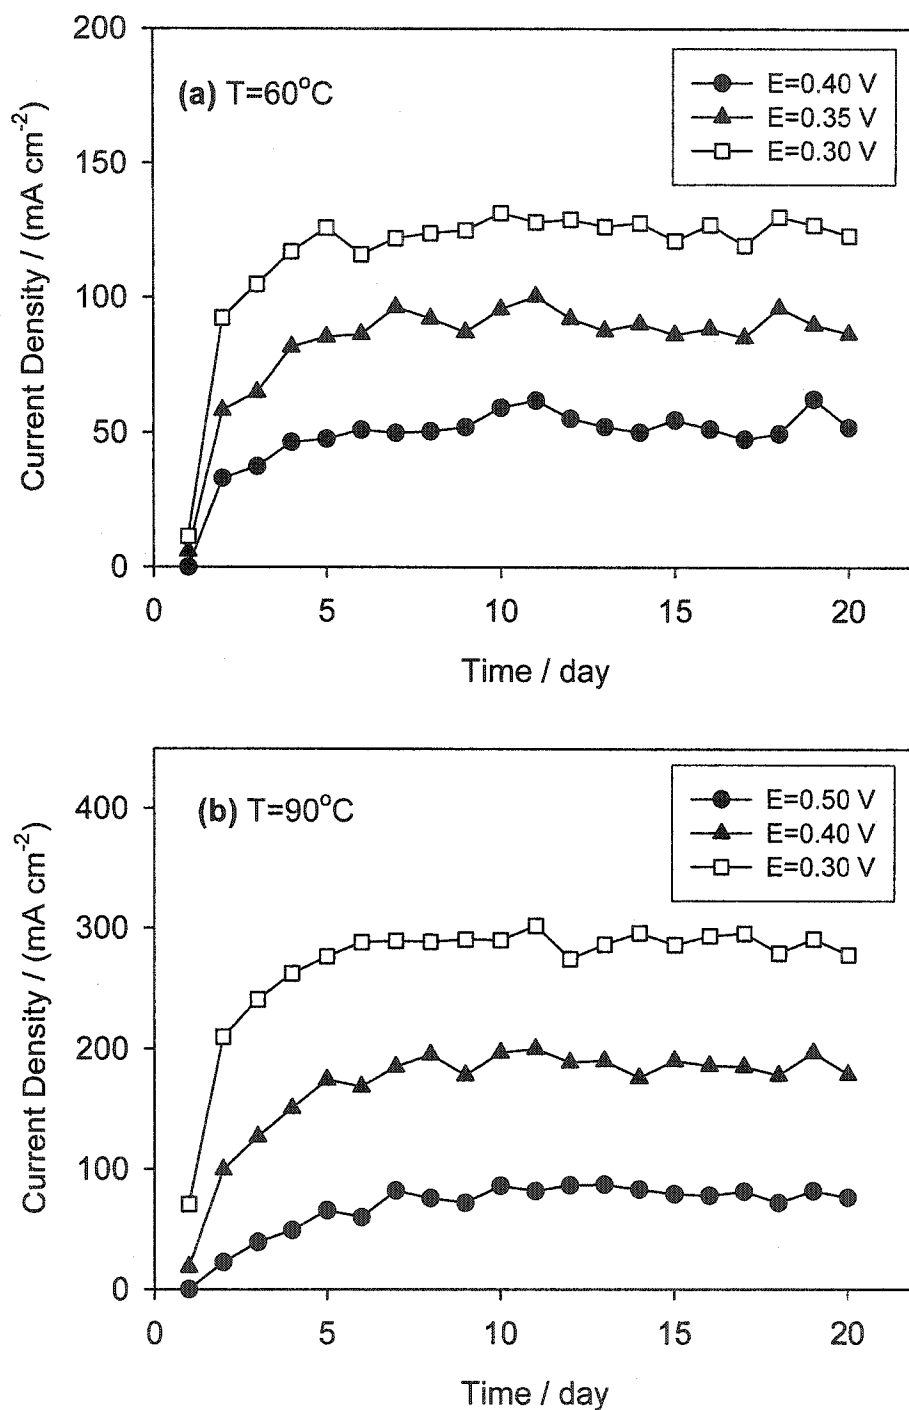 200
150
100
50
0
Current Density / (mA cm⁻²)
(a) T=60°C
E=0.40 V
E=0.35 V
E=0.30 V
0 5 10 15 20
Time / day
400
300
200
100
0
Current Density / (mA cm⁻²)
(b) T=90°C
E=0.50 V
E=0.40 V
E=0.30 V
0 5 10 15 20
Time / day